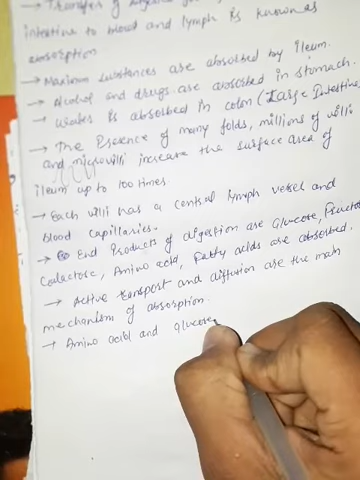 → Transfer of
intestine to blood and lymph is known as
absorption
→ Maximum substances are absorbed by ileum.
→ Alcohol and drugs are absorbed in stomach.
→ Water is absorbed in colon (Large Intestine)
→ The Presence of many folds, millions of villi
and microvilli increase the surface area of
ileum up to 100 times.
→ Each villi has a central lymph vessel and
blood capillaries.
→ End Products of digestion are Glucose, Fructos
Galactose, Amino acid, Fatty acids are absorbed.
→ Active transport and diffusion are the main
mechanism of absorption.
→ Amino acid and glucose